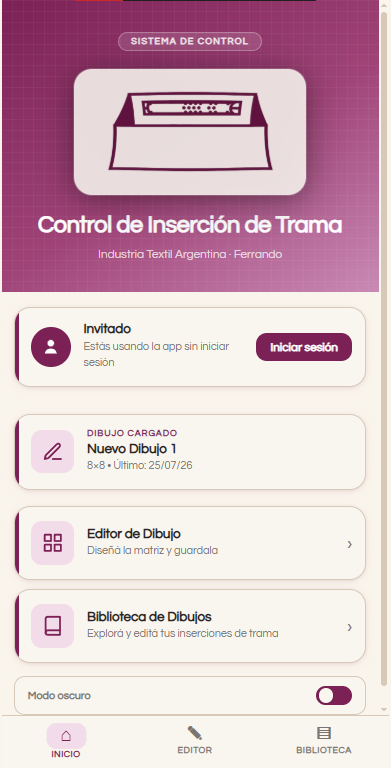 SISTEMA DE CONTROL
Control de Inserción de Trama
Industria Textil Argentina · Ferrando
Invitado
Estás usando la app sin iniciar
sesión
Iniciar sesión
DIBUJO CARGADO
Nuevo Dibujo 1
8×8 • Último: 25/07/26
Editor de Dibujo
Diseñá la matriz y guardala
Biblioteca de Dibujos
Explorá y editá tus inserciones de trama
Modo oscuro
INICIO
EDITOR
BIBLIOTECA